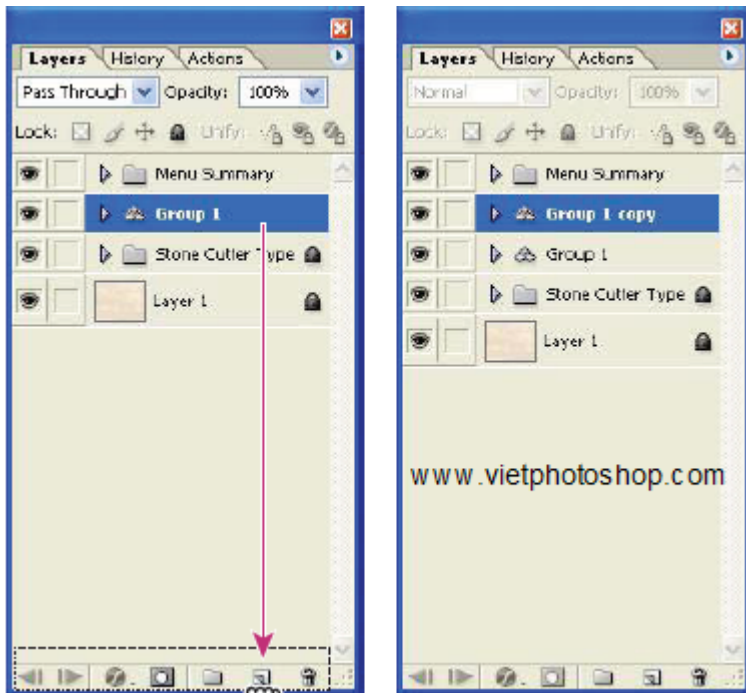 Layers History Actions
Pass Through Opacity: 100%
Lock: Unify:
Menu Summary
Group 1
Stone Cutler Type
Layer 1
Layers History Actions
Normal Opacity: 100%
Lock: Unify:
Menu Summary
Group 1 copy
Group 1
Stone Cutler Type
Layer 1
www.vietphotoshop.com